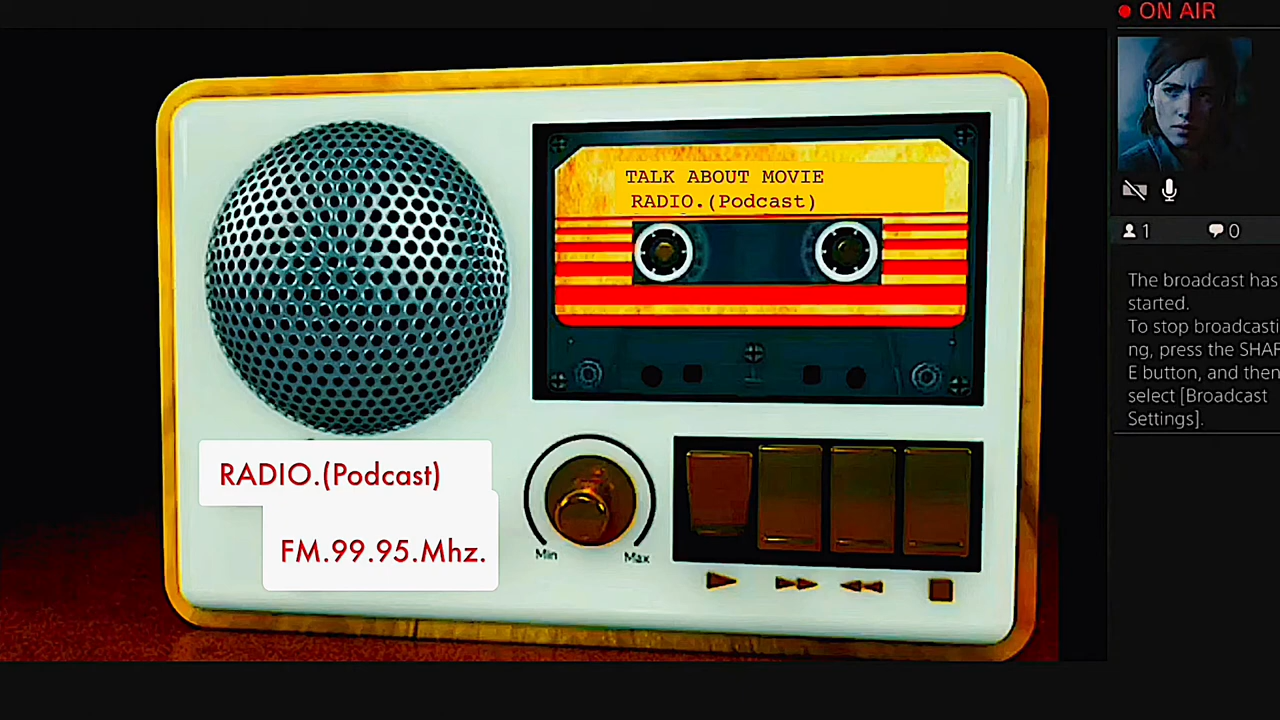 ON AIR
TALK ABOUT MOVIE
RADIO.(Podcast)
1
0
The broadcast has
started.
To stop broadcasti
ng, press the SHAR
E button, and then
select [Broadcast
Settings].
RADIO.(Podcast)
FM.99.95.Mhz.
Min
Max